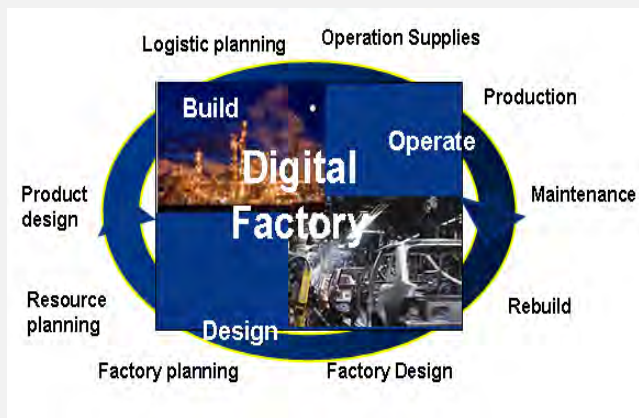 Logistic planning
Operation Supplies
Build
Production
Operate
Digital
Factory
Product
design
Maintenance
Resource
planning
Rebuild
Design
Factory planning
Factory Design